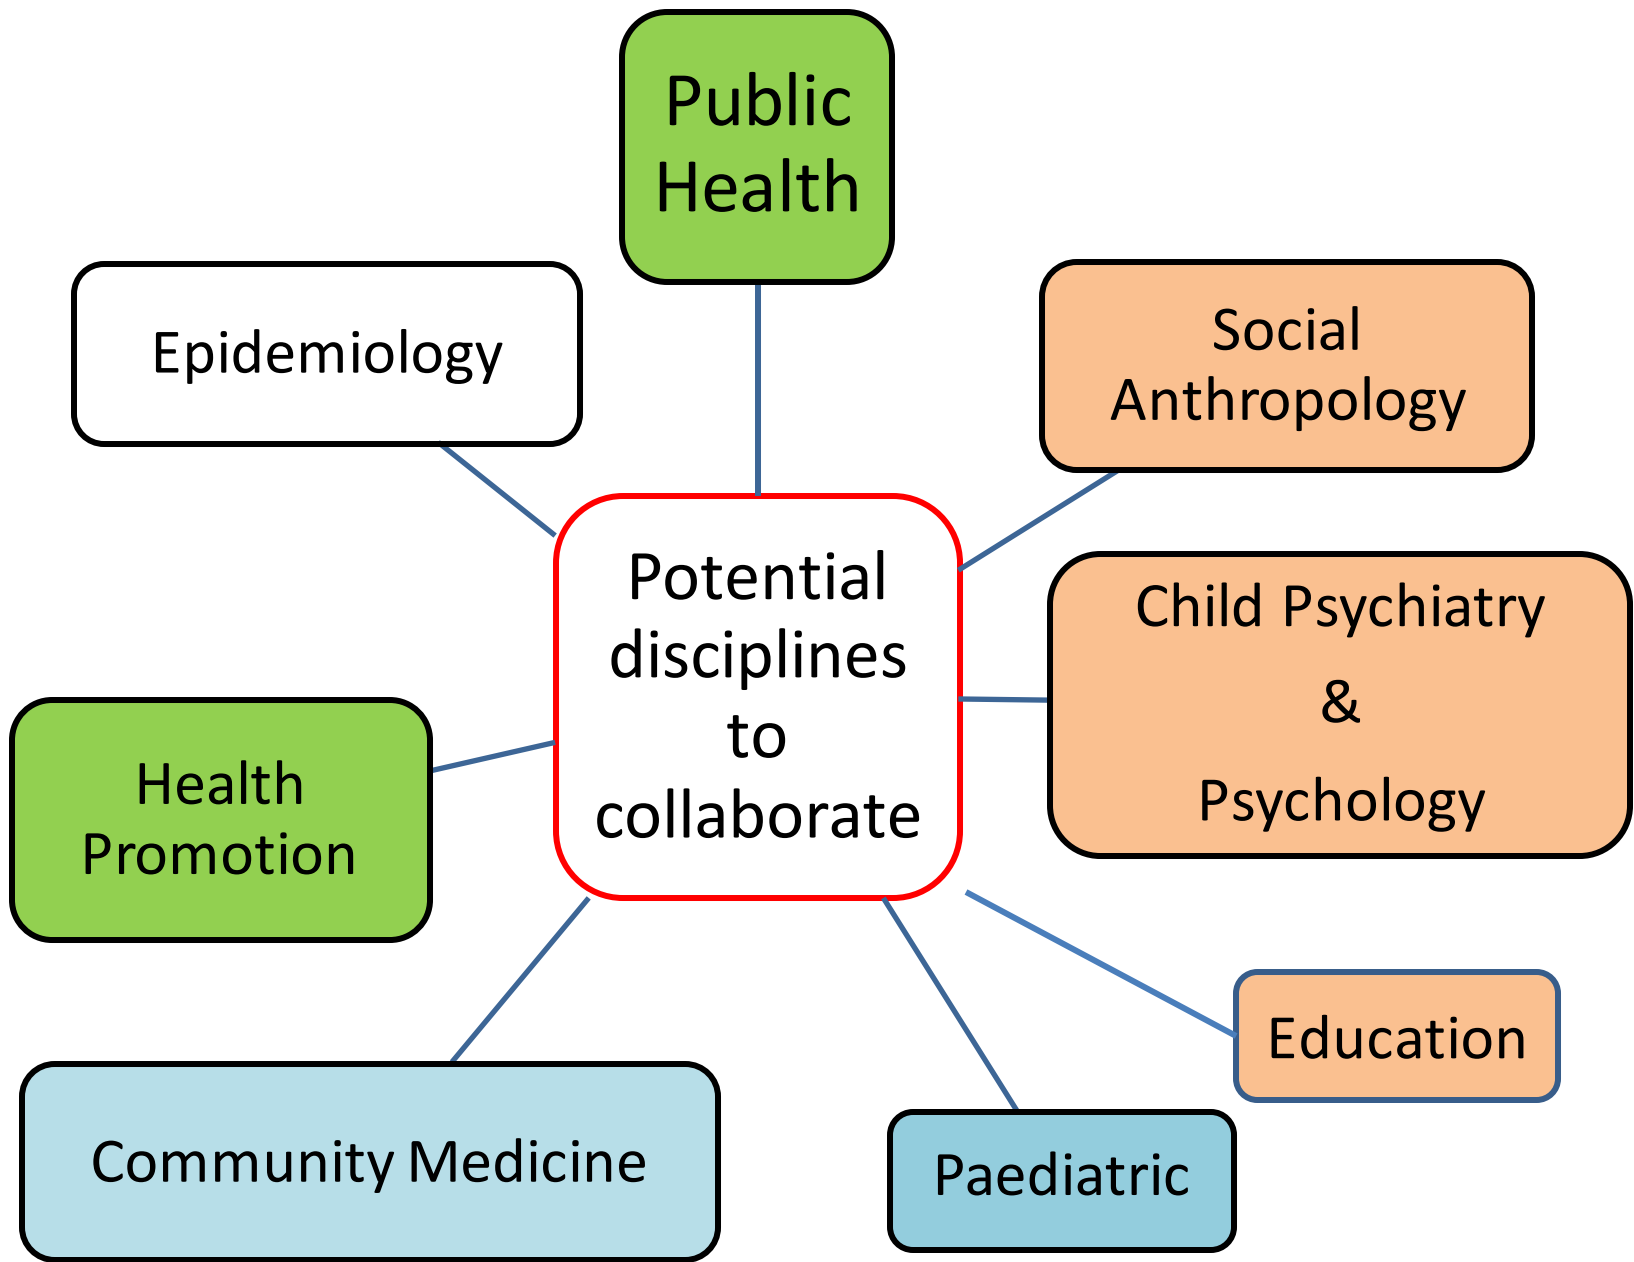 Public
Health
Epidemiology
Social
Anthropology
Potential
disciplines
to
collaborate
Child Psychiatry
&
Psychology
Health
Promotion
Education
Community Medicine
Paediatric